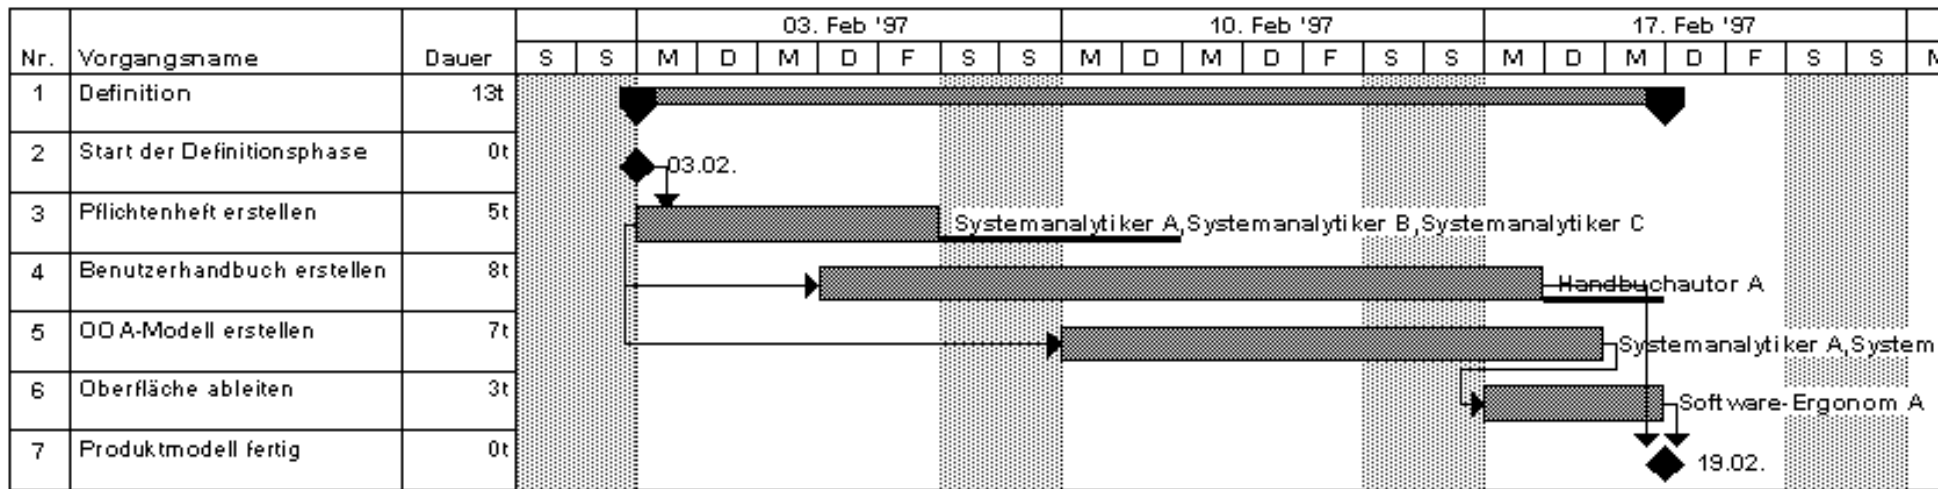 03. Feb '97 10. Feb '97 17. Feb '97
Nr. Vorgangsname Dauer S S M D M D F S S M D M D F S S M D M D F S S M
1 Definition 13t
2 Start der Definitionsphase 0t 03.02.
3 Pflichtenheft erstellen 5t Systemanalytiker A,Systemanalytiker B,Systemanalytiker C
4 Benutzerhandbuch erstellen 8t Handbuchautor A
5 OOA-Modell erstellen 7t Systemanalytiker A,System
6 Oberfläche ableiten 3t Software-Ergonom A
7 Produktmodell fertig 0t 19.02.